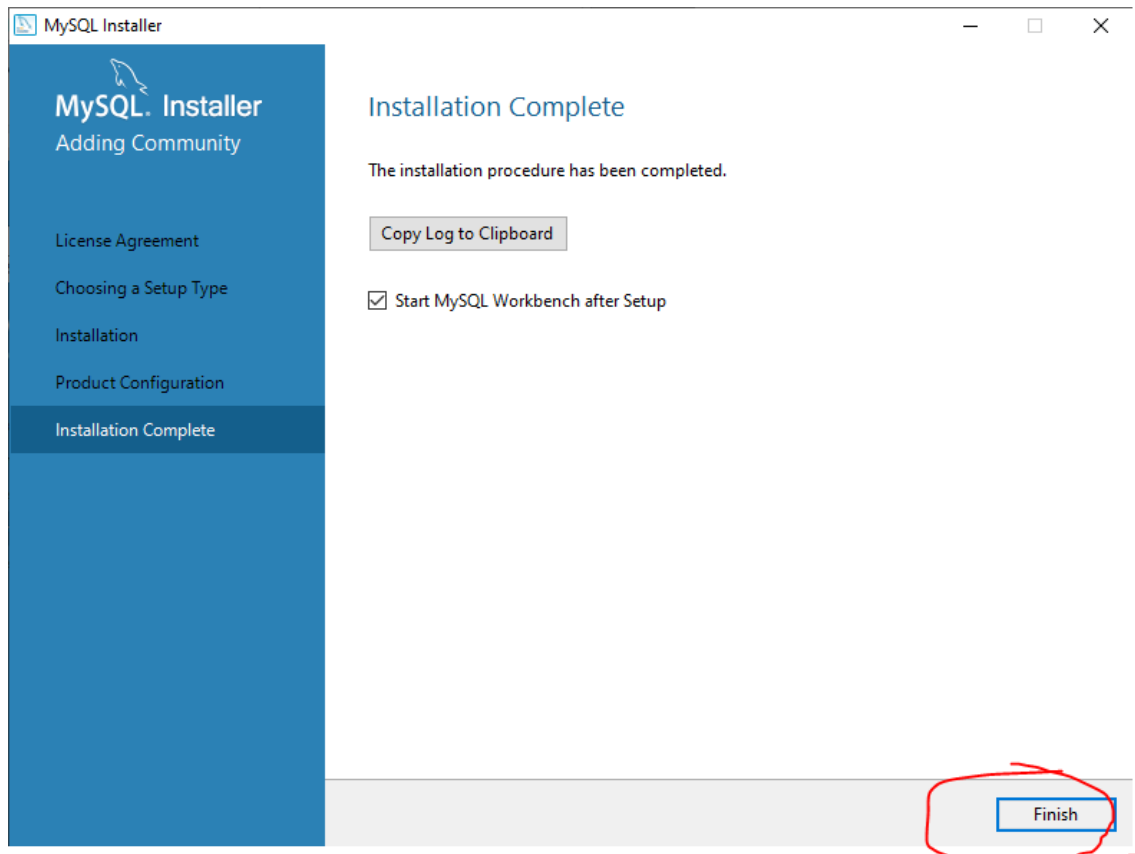 MySQL Installer
MySQL. Installer
Adding Community
License Agreement
Choosing a Setup Type
Installation
Product Configuration
Installation Complete
Installation Complete
The installation procedure has been completed.
Copy Log to Clipboard
Start MySQL Workbench after Setup
Finish